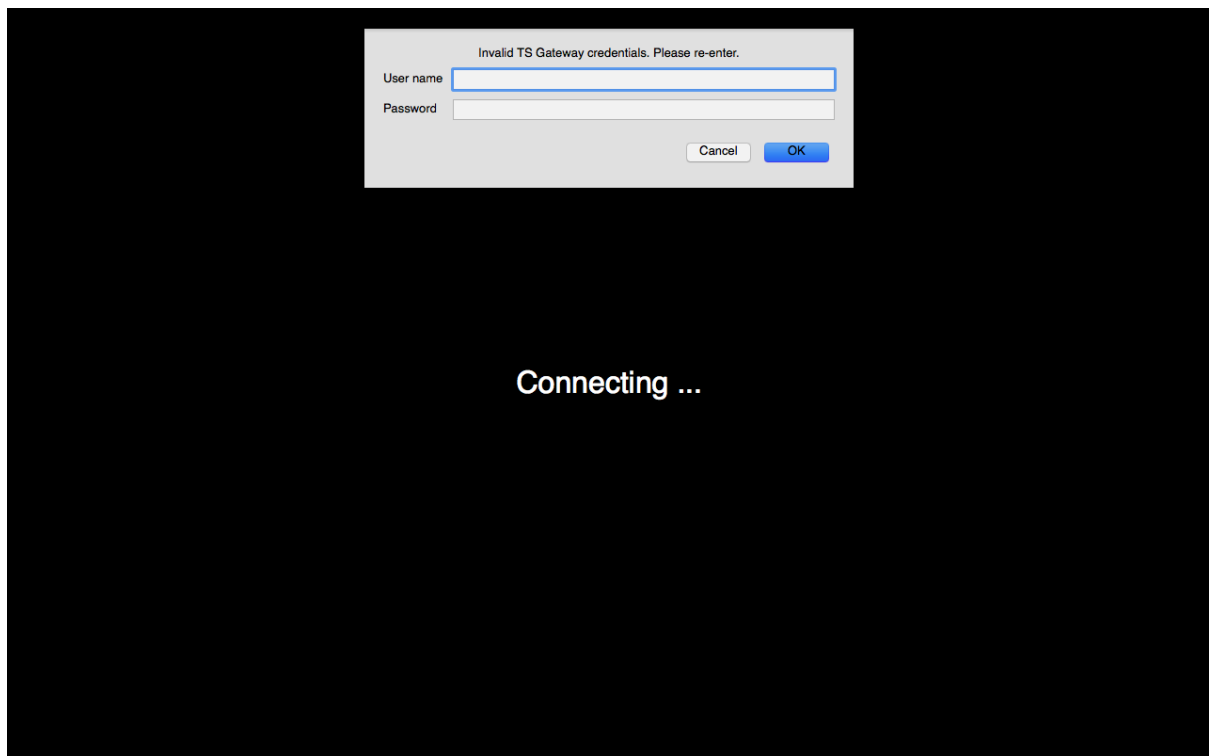 Invalid TS Gateway credentials. Please re-enter.
User name
Password
Cancel OK
Connecting ...